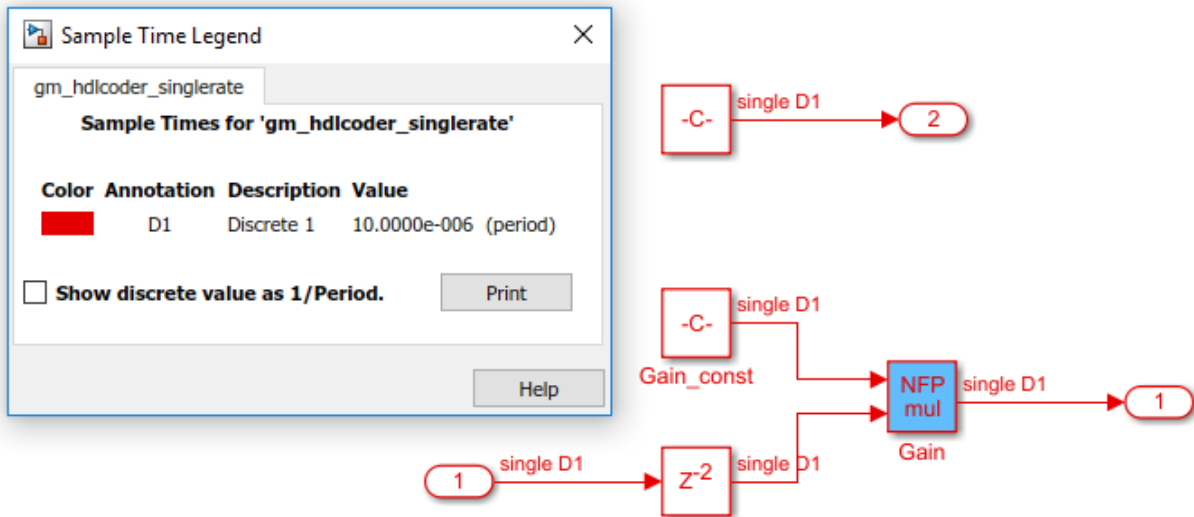 Sample Time Legend
gm_hdlcoder_singlerate
Sample Times for 'gm_hdlcoder_singlerate'
Color Annotation Description Value
D1 Discrete 1 10.0000e-006 (period)
Show discrete value as 1/Period.
Print
Help
-C-
single D1
2
-C-
single D1
Gain_const
NFP
mul
Gain
single D1
1
1
single D1
Z-2
single D1